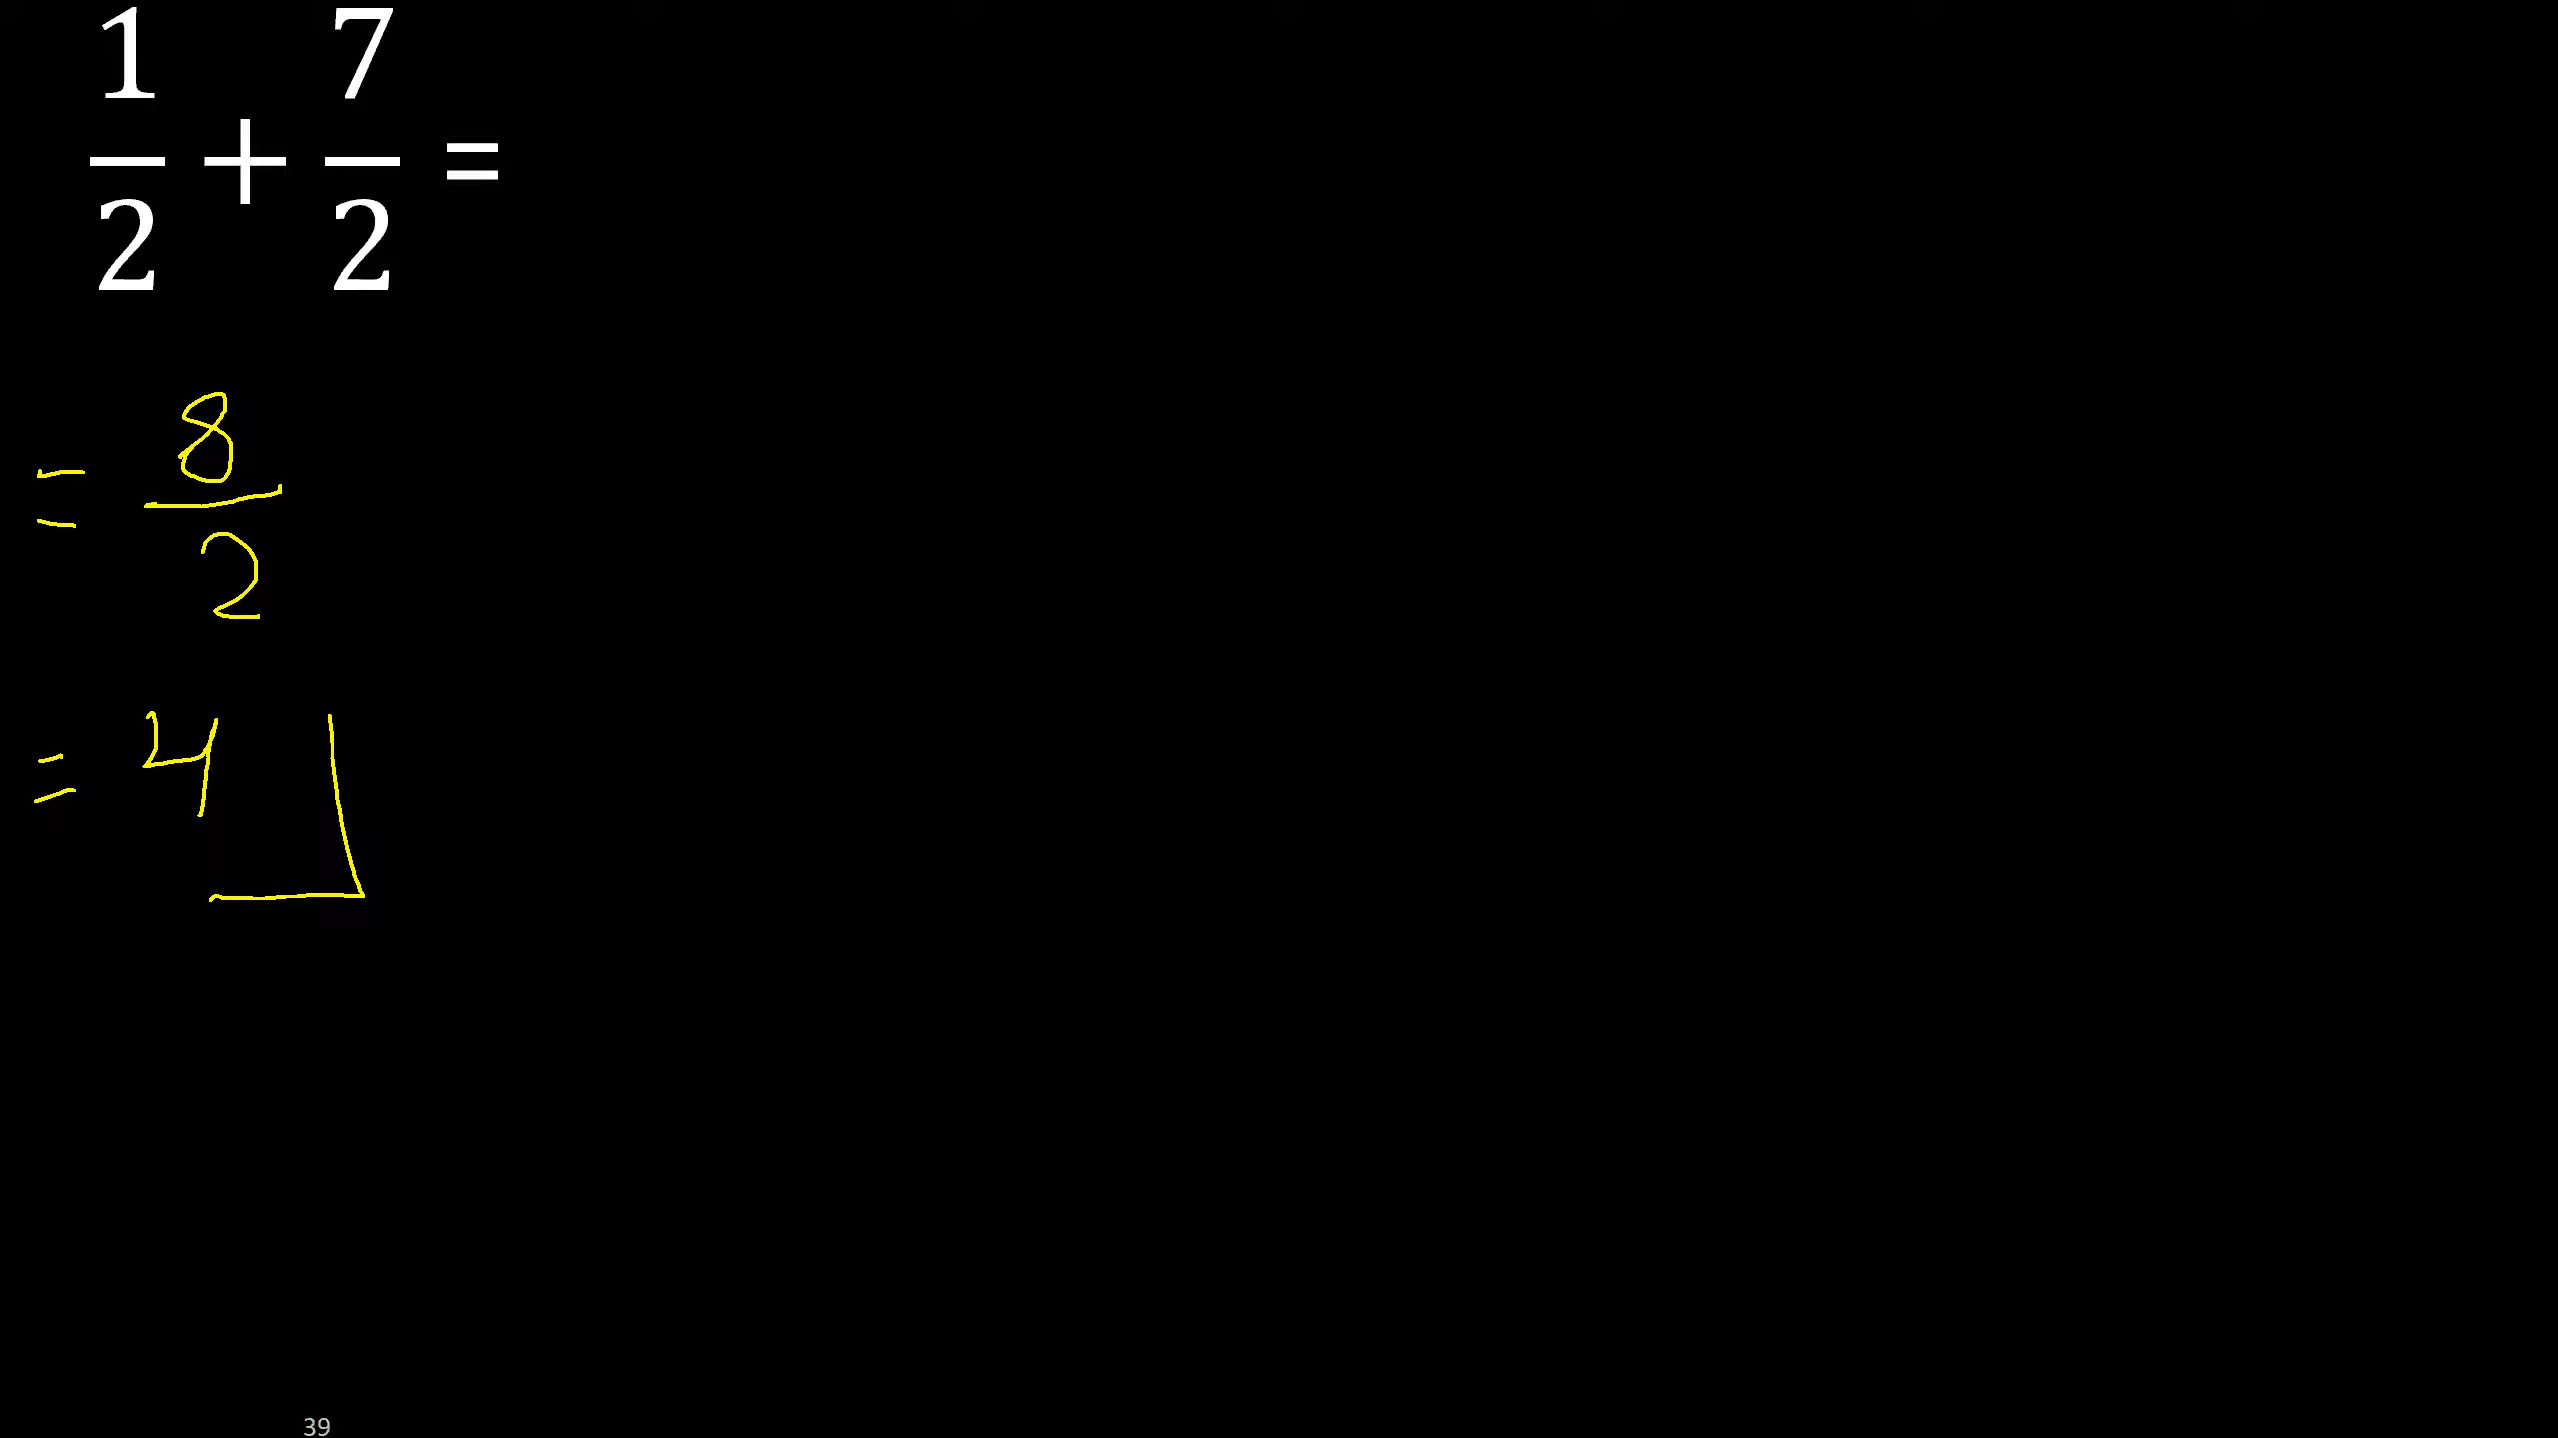 1/2 + 7/2 =
= 8/2
= 4
39